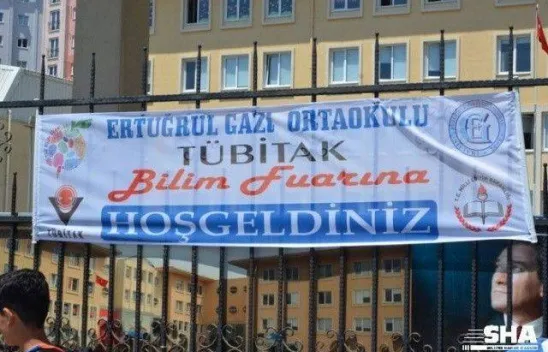 ERTUĞRUL GAZİ ORTAOKULU
TÜBİTAK
Bilim Fuarına
HOŞGELDİNİZ
TÜBİTAK
SHA